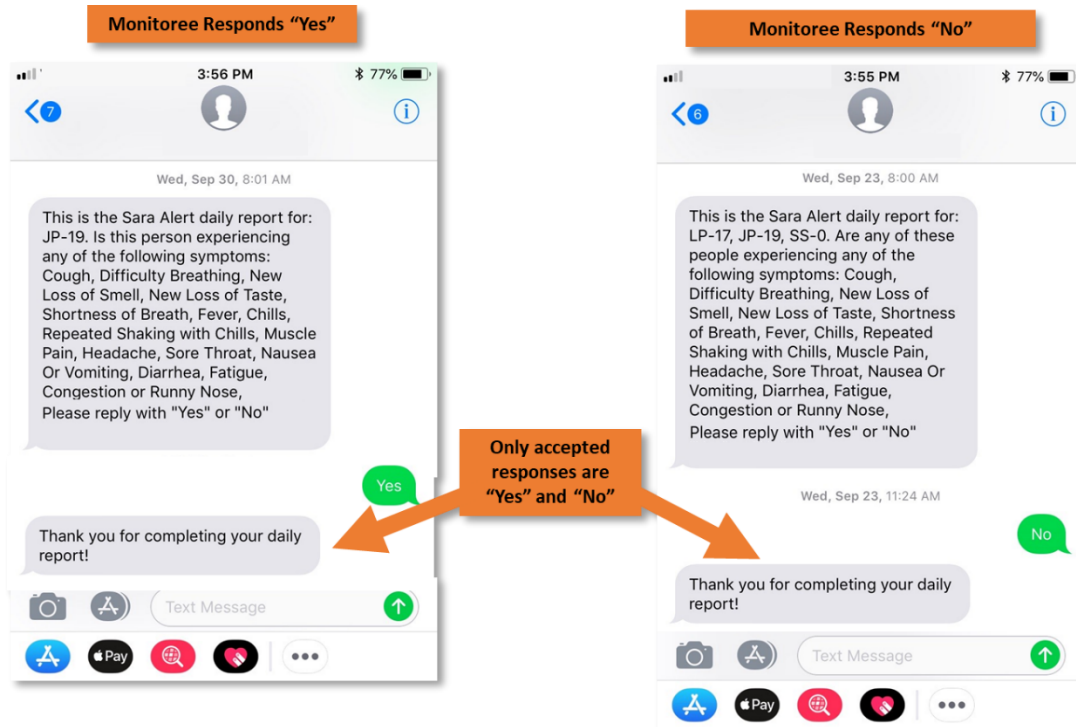 Monitoree Responds “Yes”
3:56 PM
77%
7
Wed, Sep 30, 8:01 AM
This is the Sara Alert daily report for:
JP-19. Is this person experiencing
any of the following symptoms:
Cough, Difficulty Breathing, New
Loss of Smell, New Loss of Taste,
Shortness of Breath, Fever, Chills,
Repeated Shaking with Chills, Muscle
Pain, Headache, Sore Throat, Nausea
Or Vomiting, Diarrhea, Fatigue,
Congestion or Runny Nose,
Please reply with "Yes" or "No"
Yes
Thank you for completing your daily
report!
Text Message
Pay
Only accepted
responses are
“Yes” and “No”
Monitoree Responds “No”
3:55 PM
77%
6
Wed, Sep 23, 8:00 AM
This is the Sara Alert daily report for:
LP-17, JP-19, SS-0. Are any of these
people experiencing any of the
following symptoms: Cough,
Difficulty Breathing, New Loss of
Smell, New Loss of Taste, Shortness
of Breath, Fever, Chills, Repeated
Shaking with Chills, Muscle Pain,
Headache, Sore Throat, Nausea Or
Vomiting, Diarrhea, Fatigue,
Congestion or Runny Nose,
Please reply with "Yes" or "No"
Wed, Sep 23, 11:24 AM
No
Thank you for completing your daily
report!
Text Message
Pay